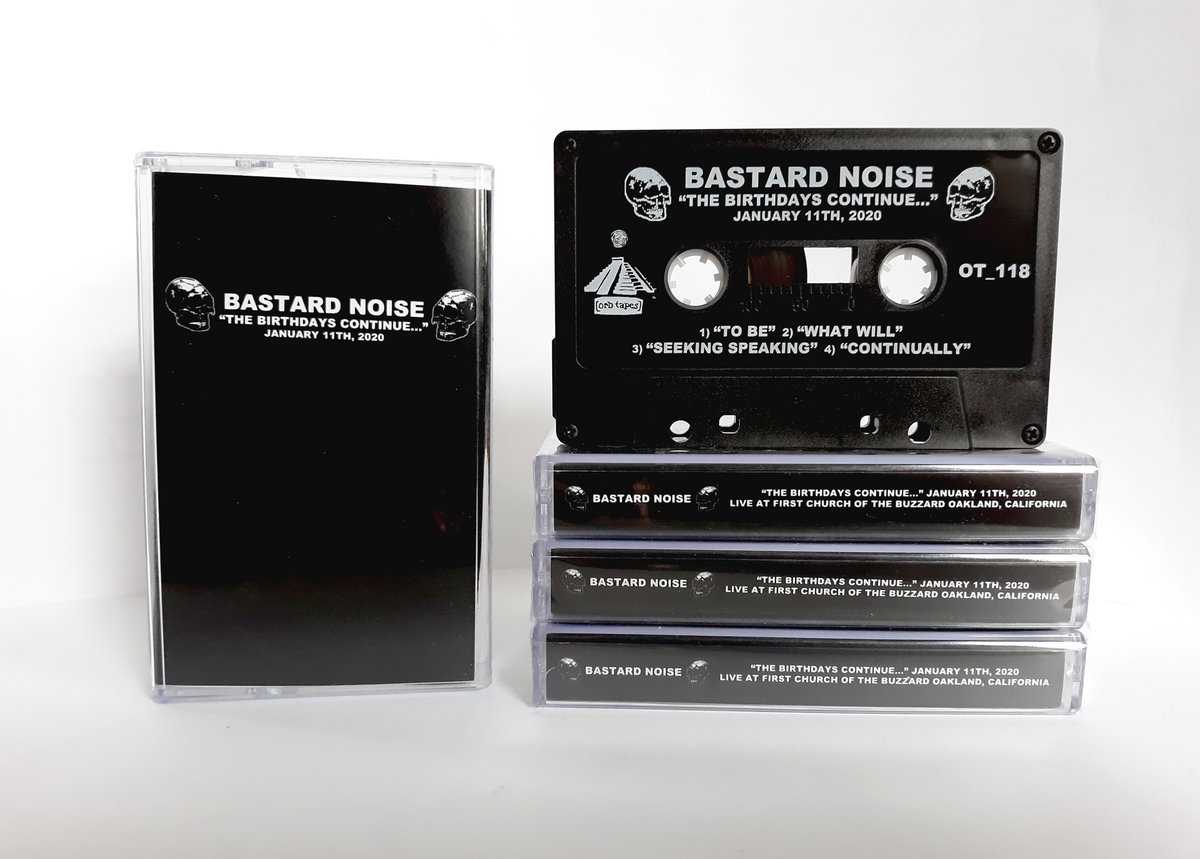 BASTARD NOISE
“THE BIRTHDAYS CONTINUE...”
JANUARY 11TH, 2020
BASTARD NOISE
“THE BIRTHDAYS CONTINUE...”
JANUARY 11TH, 2020
[orb tapes]
OT_118
100 50 0
1) “TO BE” 2) “WHAT WILL”
3) “SEEKING SPEAKING” 4) “CONTINUALLY”
BASTARD NOISE
“THE BIRTHDAYS CONTINUE...” JANUARY 11TH, 2020
LIVE AT FIRST CHURCH OF THE BUZZARD OAKLAND, CALIFORNIA
BASTARD NOISE
“THE BIRTHDAYS CONTINUE...” JANUARY 11TH, 2020
LIVE AT FIRST CHURCH OF THE BUZZARD OAKLAND, CALIFORNIA
BASTARD NOISE
“THE BIRTHDAYS CONTINUE...” JANUARY 11TH, 2020
LIVE AT FIRST CHURCH OF THE BUZZARD OAKLAND, CALIFORNIA